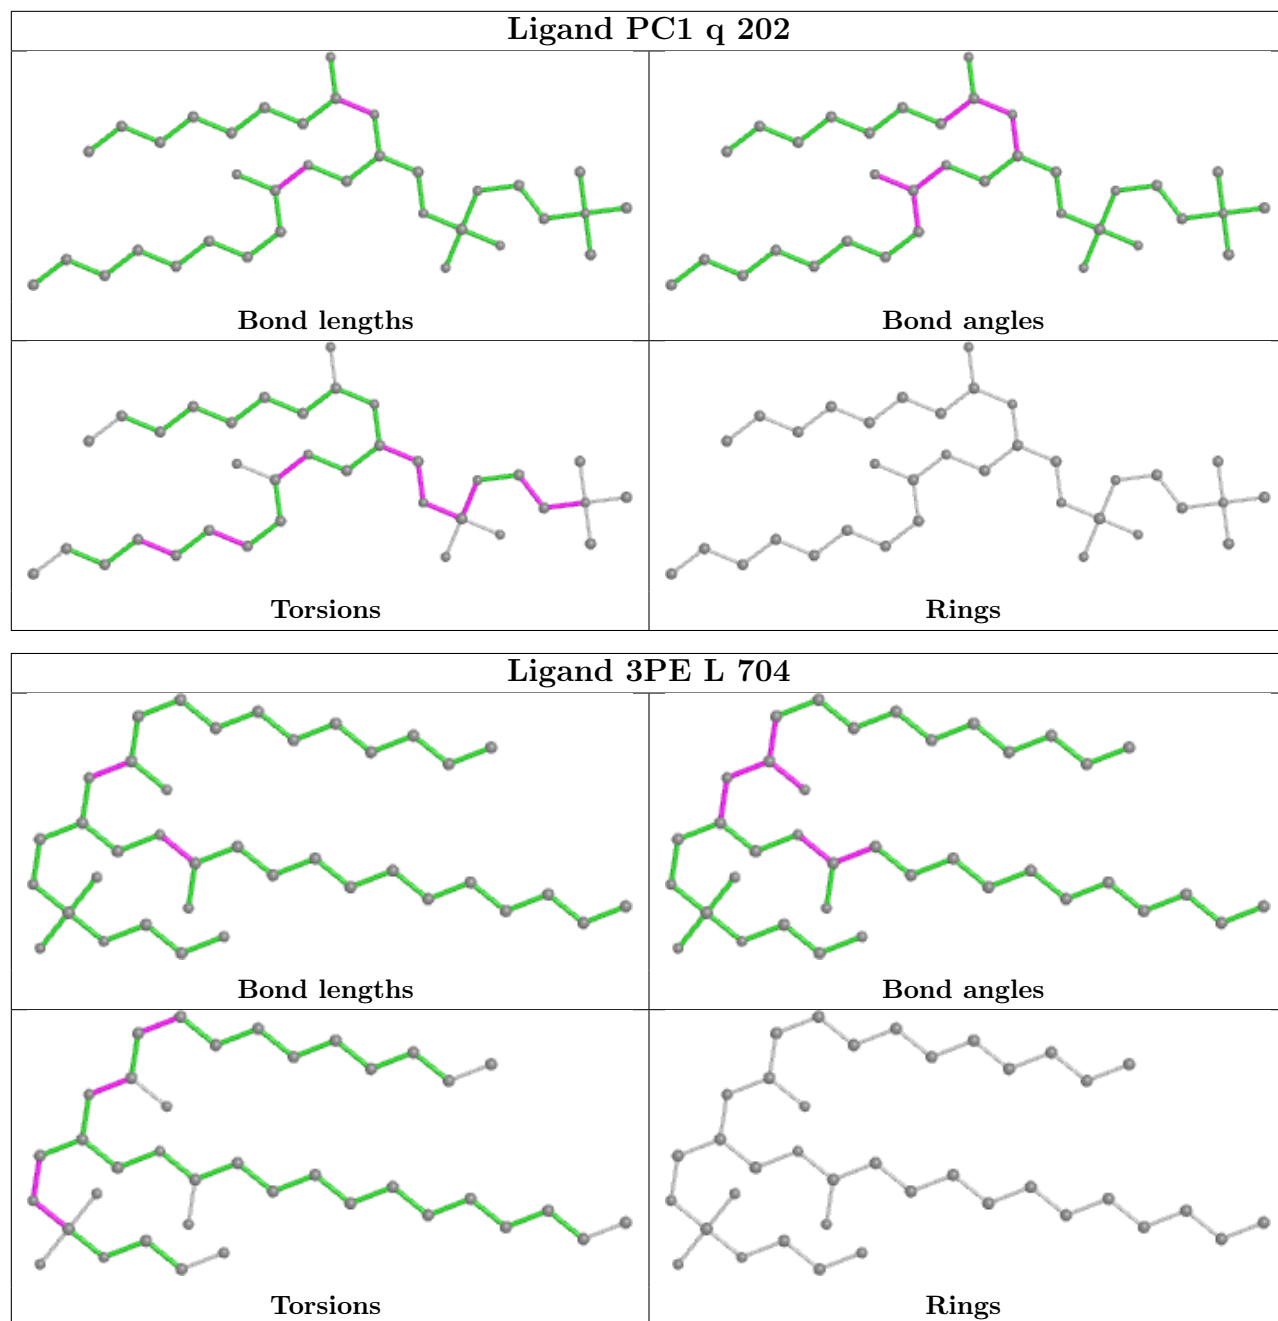 Ligand PC1 q 202
Bond lengths
Bond angles
Torsions
Rings
Ligand 3PE L 704
Bond lengths
Bond angles
Torsions
Rings